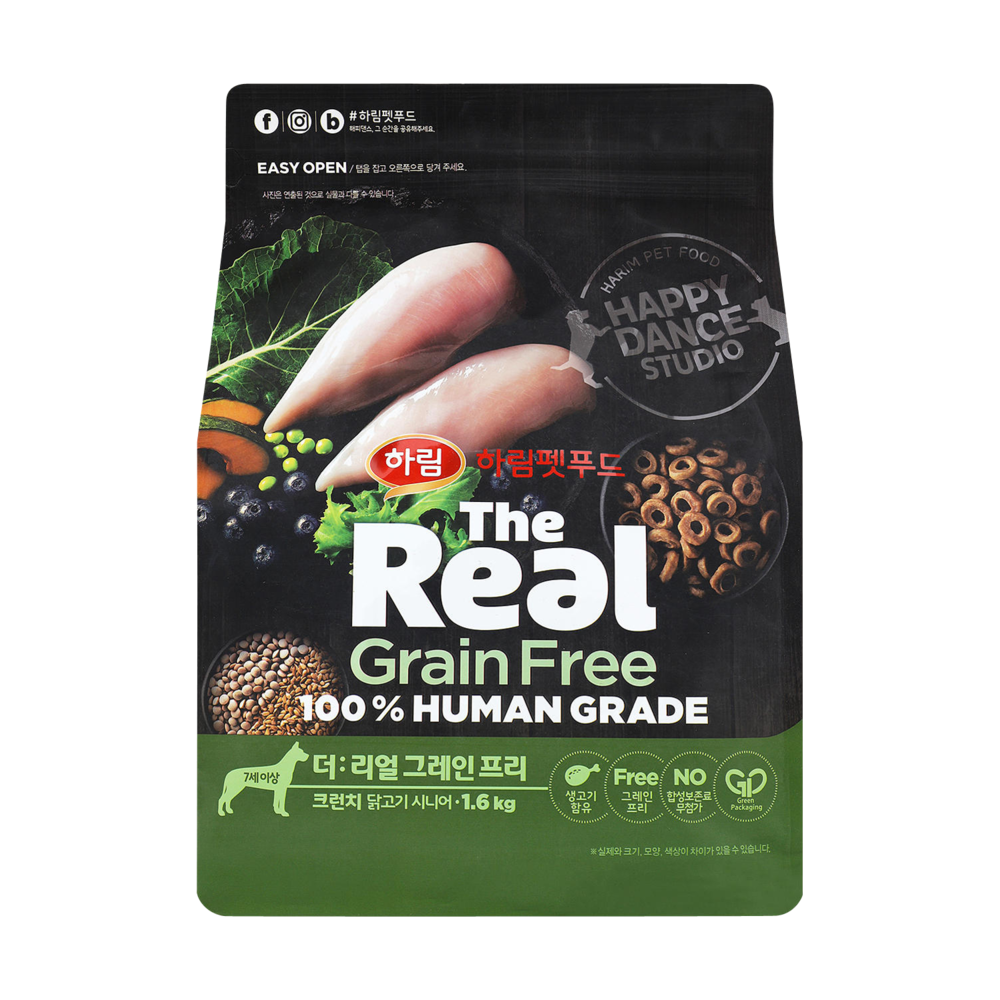 #하림펫푸드
해피댄스, 그 순간을 공유해주세요.
EASY OPEN / 탭을 잡고 오른쪽으로 당겨 주세요.
사진은 연출된 것으로 실물과 다를 수 있습니다.
HARIM PET FOOD
HAPPY
DANCE
STUDIO
하림 하림펫푸드
The
Real
Grain Free
100% HUMAN GRADE
7세이상
더:리얼 그레인 프리
크런치 닭고기 시니어·1.6kg
생고기
함유
Free
그레인
프리
NO
합성보존료
무첨가
Green
Packaging
※실제와 크기, 모양, 색상이 차이가 있을 수 있습니다.